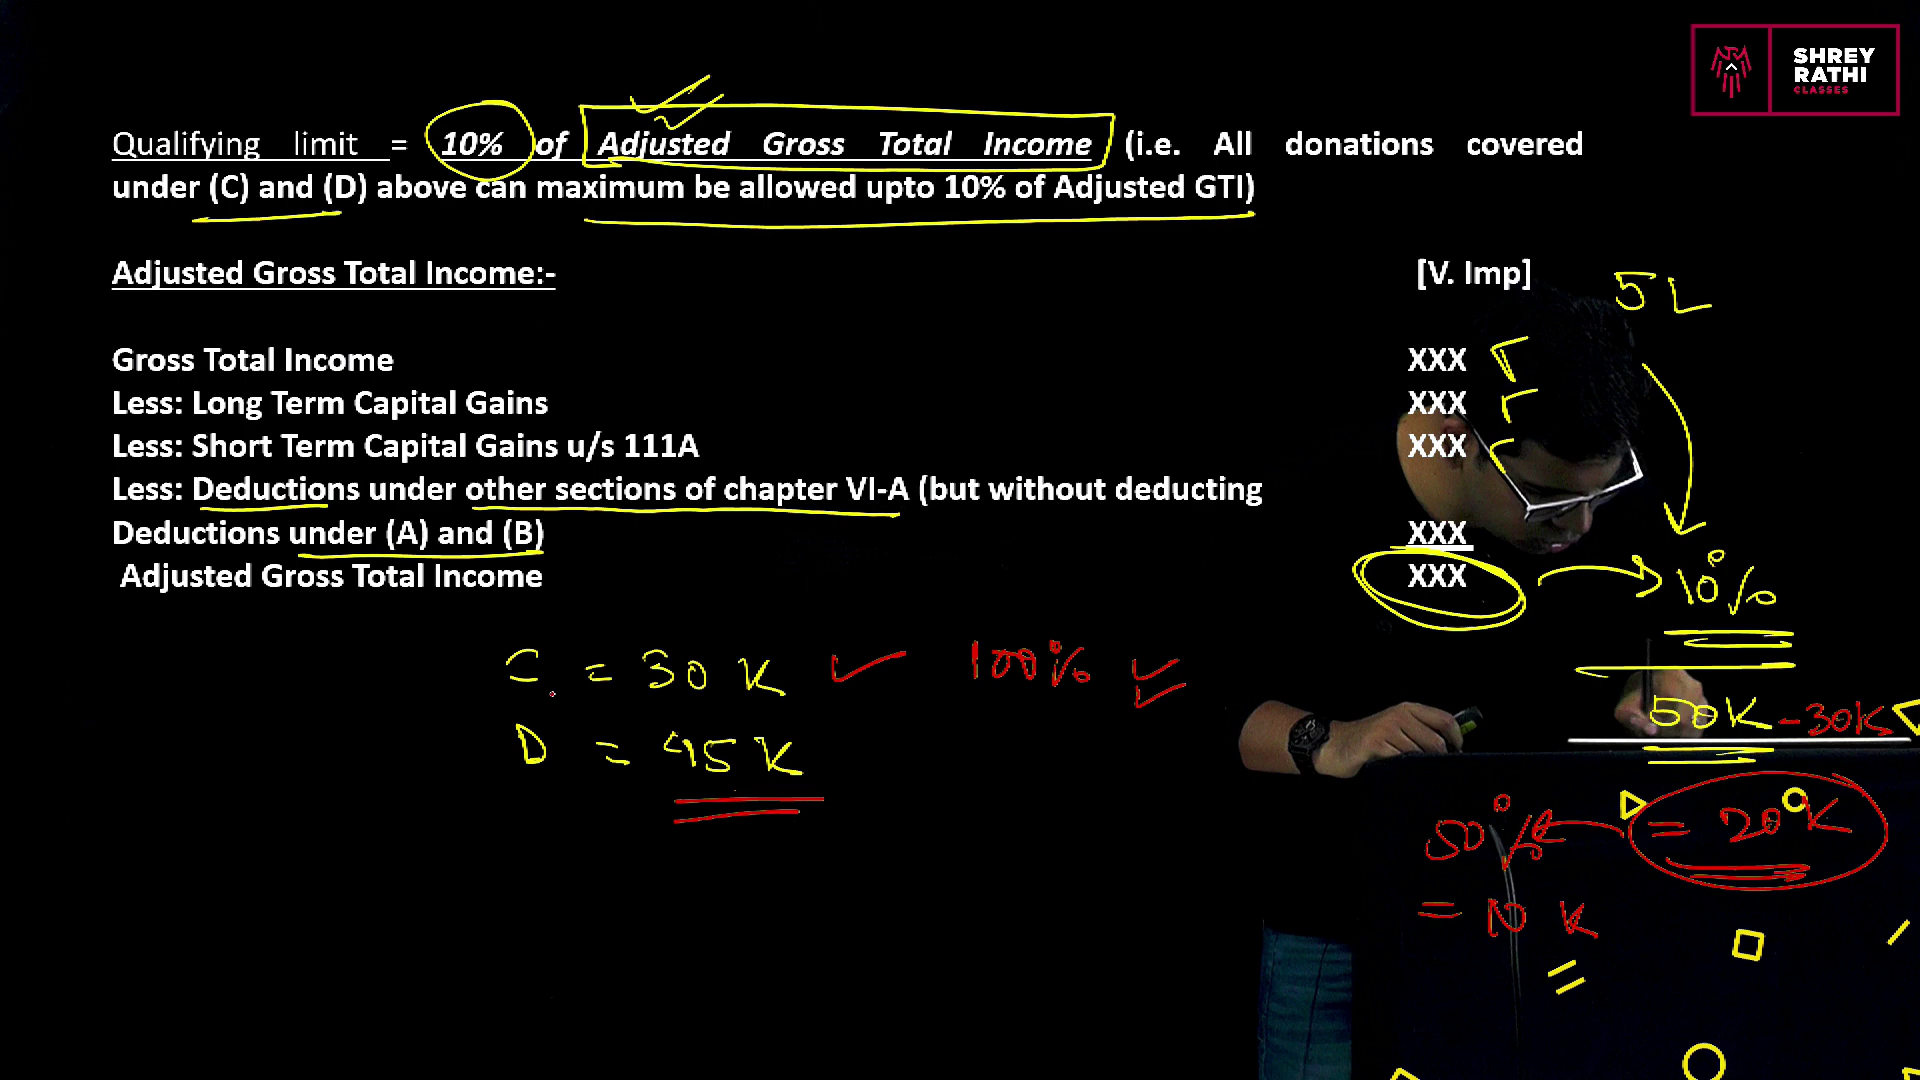 SHREY
RATHI
CLASSES
Qualifying limit = 10% of Adjusted Gross Total Income (i.e. All donations covered
under (C) and (D) above can maximum be allowed upto 10% of Adjusted GTI)
Adjusted Gross Total Income:- [V. Imp]
5L
Gross Total Income XXX
Less: Long Term Capital Gains XXX
Less: Short Term Capital Gains u/s 111A XXX
Less: Deductions under other sections of chapter VI-A (but without deducting
Deductions under (A) and (B) XXX
Adjusted Gross Total Income XXX
10%
C = 30 K 100%
50K - 30K
D = 45 K
50% = 20K
= 10 K